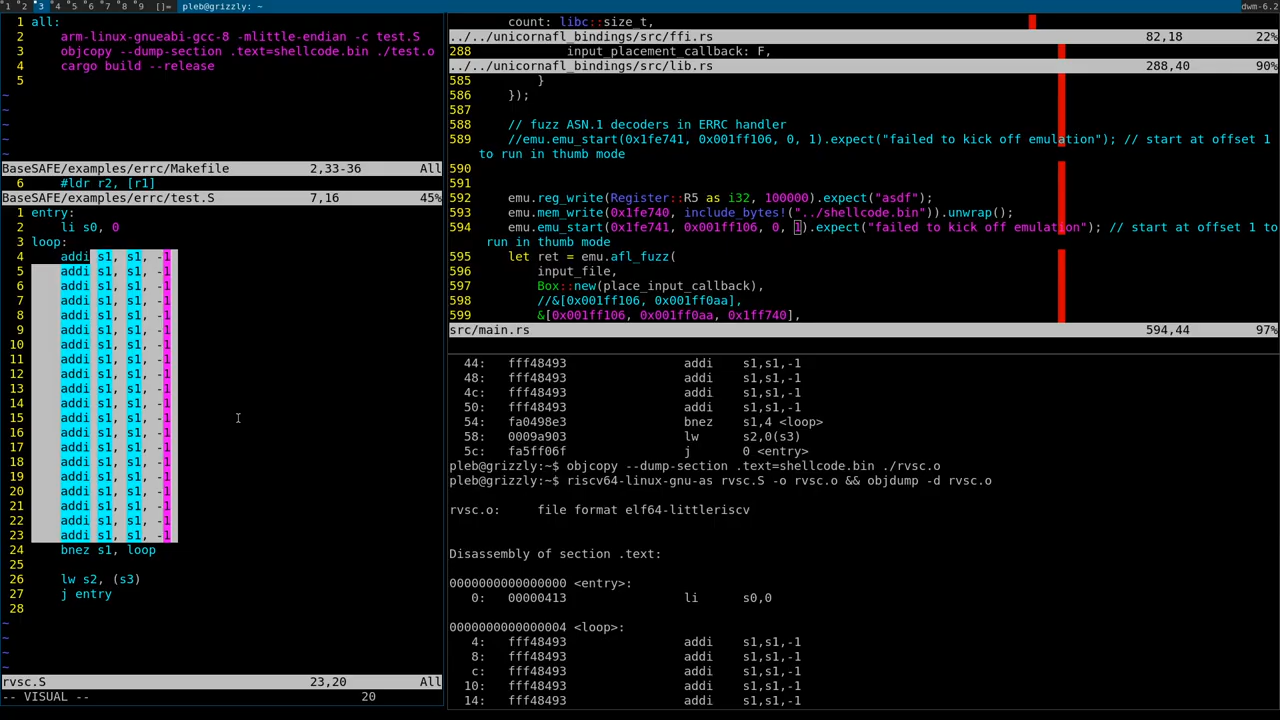 1 2 3 4 5 6 7 8 9 []= pleb@grizzly: ~ dwm-6.2
1 all:
2 arm-linux-gnueabi-gcc-8 -mlittle-endian -c test.S
3 objcopy --dump-section .text=shellcode.bin ./test.o
4 cargo build --release
5
~
~
~
~
~
BaseSAFE/examples/errc/Makefile 2,33-36 All
6 #ldr r2, [r1]
BaseSAFE/examples/errc/test.S 7,16 45%
1 entry:
2 li s0, 0
3 loop:
4 addi s1, s1, -1
5 addi s1, s1, -1
6 addi s1, s1, -1
7 addi s1, s1, -1
8 addi s1, s1, -1
9 addi s1, s1, -1
10 addi s1, s1, -1
11 addi s1, s1, -1
12 addi s1, s1, -1
13 addi s1, s1, -1
14 addi s1, s1, -1
15 addi s1, s1, -1
16 addi s1, s1, -1
17 addi s1, s1, -1
18 addi s1, s1, -1
19 addi s1, s1, -1
20 addi s1, s1, -1
21 addi s1, s1, -1
22 addi s1, s1, -1
23 addi s1, s1, -1
24 bnez s1, loop
25
26 lw s2, (s3)
27 j entry
28
~
~
~
~
rvsc.S 23,20 All
-- VISUAL -- 20
count: libc::size_t,
../../unicornafl_bindings/src/ffi.rs 82,18 22%
288 input_placement_callback: F,
../../unicornafl_bindings/src/lib.rs 288,40 90%
585 }
586 });
587
588 // fuzz ASN.1 decoders in ERRC handler
589 //emu.emu_start(0x1fe741, 0x001ff106, 0, 1).expect("failed to kick off emulation"); // start at offset 1
to run in thumb mode
590
591
592 emu.reg_write(Register::R5 as i32, 100000).expect("asdf");
593 emu.mem_write(0x1fe740, include_bytes!("../shellcode.bin")).unwrap();
594 emu.emu_start(0x1fe741, 0x001ff106, 0, 1).expect("failed to kick off emulation"); // start at offset 1 to
run in thumb mode
595 let ret = emu.afl_fuzz(
596 input_file,
597 Box::new(place_input_callback),
598 //&[0x001ff106, 0x001ff0aa],
599 &[0x001ff106, 0x001ff0aa, 0x1ff740],
src/main.rs 594,44 97%
44: fff48493 addi s1,s1,-1
48: fff48493 addi s1,s1,-1
4c: fff48493 addi s1,s1,-1
50: fff48493 addi s1,s1,-1
54: fa0498e3 bnez s1,4 <loop>
58: 0009a903 lw s2,0(s3)
5c: fa5ff06f j 0 <entry>
pleb@grizzly:~$ objcopy --dump-section .text=shellcode.bin ./rvsc.o
pleb@grizzly:~$ riscv64-linux-gnu-as rvsc.S -o rvsc.o && objdump -d rvsc.o
rvsc.o: file format elf64-littleriscv
Disassembly of section .text:
0000000000000000 <entry>:
0: 00000413 li s0,0
0000000000000004 <loop>:
4: fff48493 addi s1,s1,-1
8: fff48493 addi s1,s1,-1
c: fff48493 addi s1,s1,-1
10: fff48493 addi s1,s1,-1
14: fff48493 addi s1,s1,-1